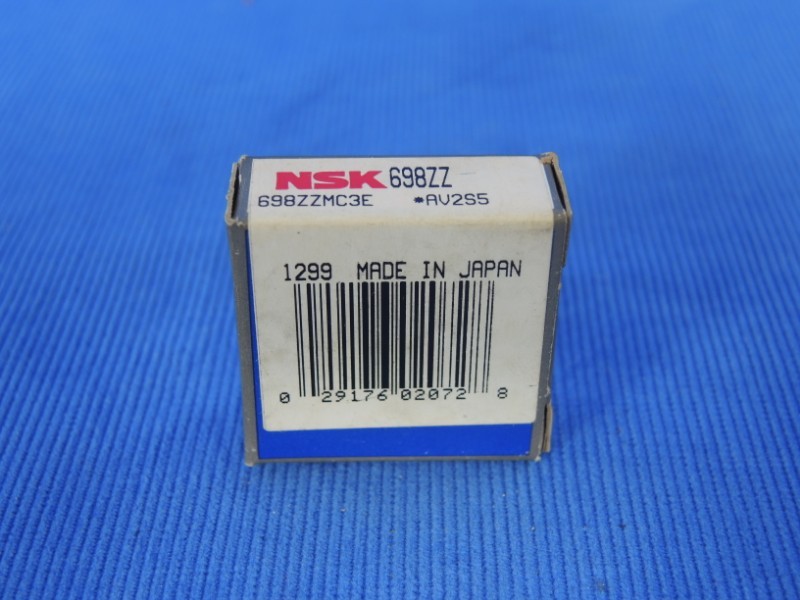 NSK 698ZZ
698ZZMC3E *AV2S5
1299 MADE IN JAPAN
0 29176 02072 8